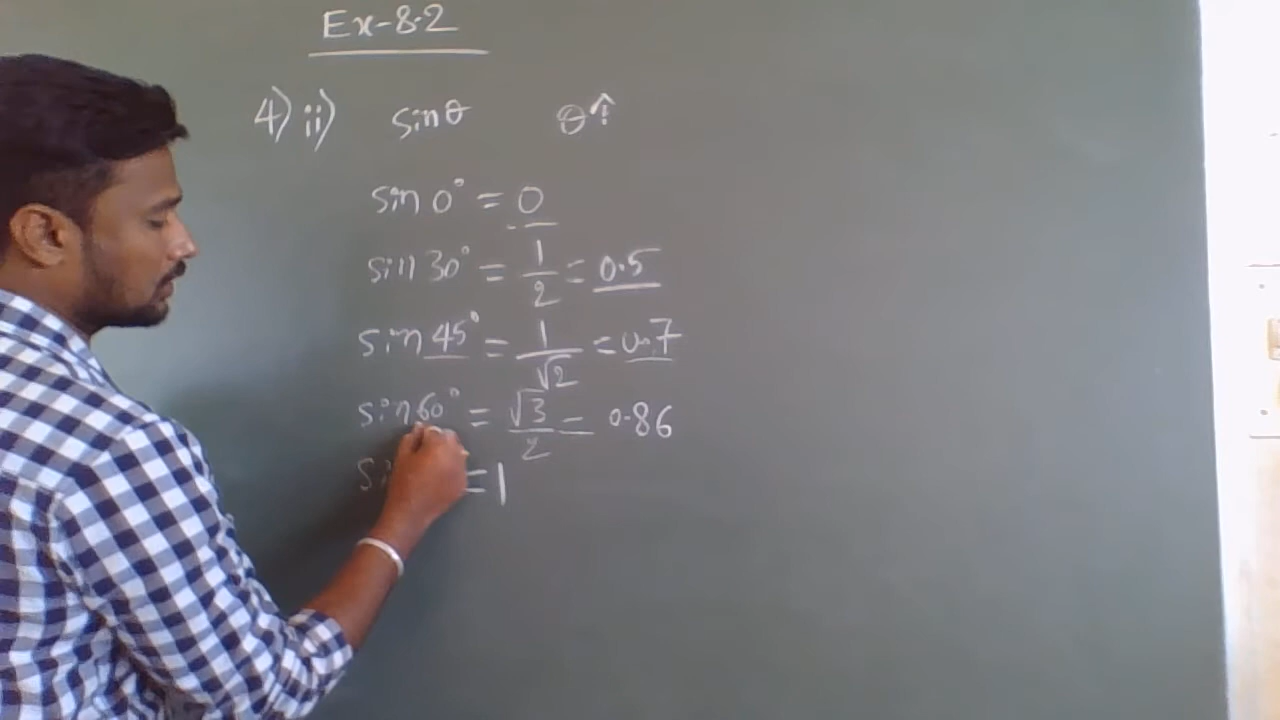 Ex-8.2
4) ii) sinθ θ↑
sin 0° = 0
sin 30° = 1/2 = 0.5
sin 45° = 1/√2 = 0.7
sin 60° = √3/2 = 0.86
= 1